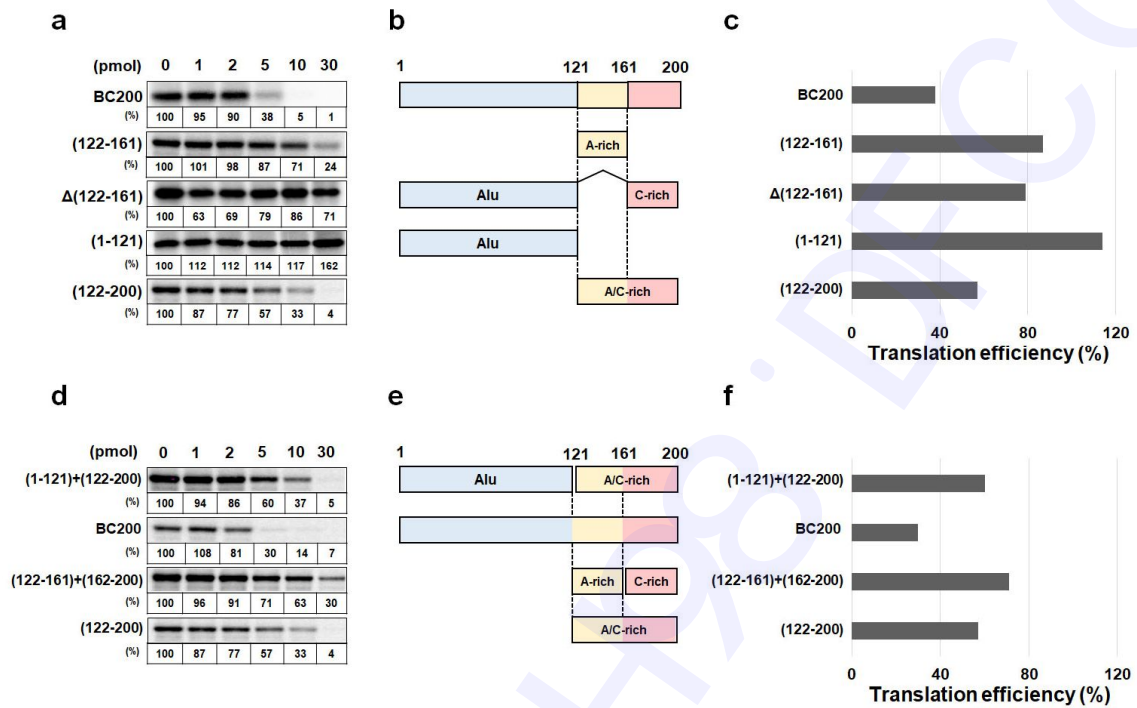 a
(pmol) 0 1 2 5 10 30
BC200
(%) 100 95 90 38 5 1
(122-161)
(%) 100 101 98 87 71 24
Δ(122-161)
(%) 100 63 69 79 86 71
(1-121)
(%) 100 112 112 114 117 162
(122-200)
(%) 100 87 77 57 33 4
b
1 121 161 200
A-rich
Alu C-rich
Alu
A/C-rich
c
BC200
(122-161)
Δ(122-161)
(1-121)
(122-200)
0 40 80 120
Translation efficiency (%)
d
(pmol) 0 1 2 5 10 30
(1-121)+(122-200)
(%) 100 94 86 60 37 5
BC200
(%) 100 108 81 30 14 7
(122-161)+(162-200)
(%) 100 96 91 71 63 30
(122-200)
(%) 100 87 77 57 33 4
e
1 121 161 200
Alu A/C-rich
A-rich C-rich
A/C-rich
f
(1-121)+(122-200)
BC200
(122-161)+(162-200)
(122-200)
0 40 80 120
Translation efficiency (%)